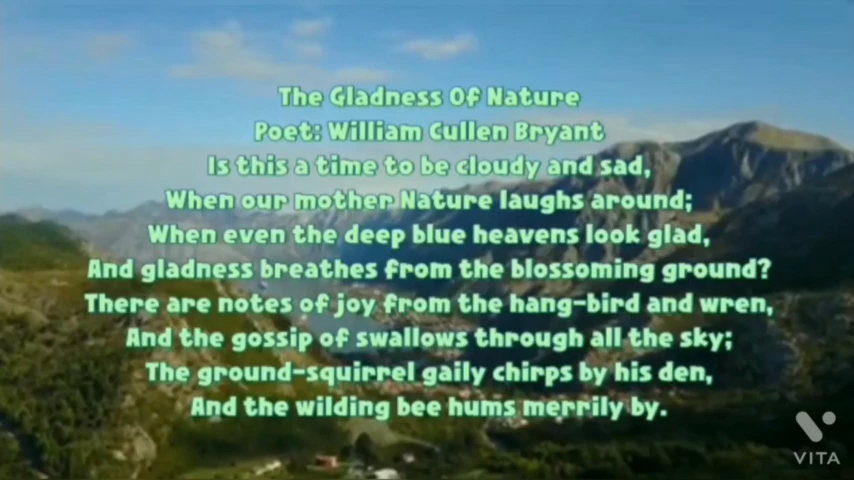 The Gladness Of Nature
Poet: William Cullen Bryant
Is this a time to be cloudy and sad,
When our mother Nature laughs around;
When even the deep blue heavens look glad,
And gladness breathes from the blossoming ground?
There are notes of joy from the hang-bird and wren,
And the gossip of swallows through all the sky;
The ground-squirrel gaily chirps by his den,
And the wilding bee hums merrily by.
VITA